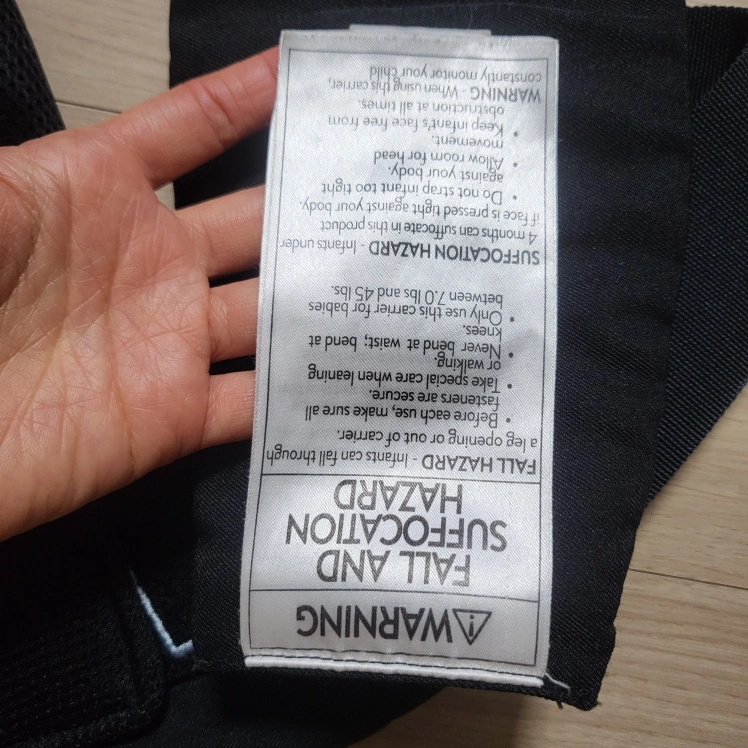 ⚠WARNING
FALL AND
SUFFOCATION
HAZARD
FALL HAZARD - Infants can fall through
a leg opening or out of carrier.
• Before each use, make sure all
fasteners are secure.
• Take special care when leaning
or walking.
• Never bend at waist; bend at
knees.
• Only use this carrier for babies
between 7.0 lbs and 45 lbs.
SUFFOCATION HAZARD - Infants under
4 months can suffocate in this product
if face is pressed tight against your body.
• Do not strap infant too tight
against your body.
• Allow room for head
movement.
• Keep infant's face free from
obstruction at all times.
WARNING - When using this carrier,
constantly monitor your child